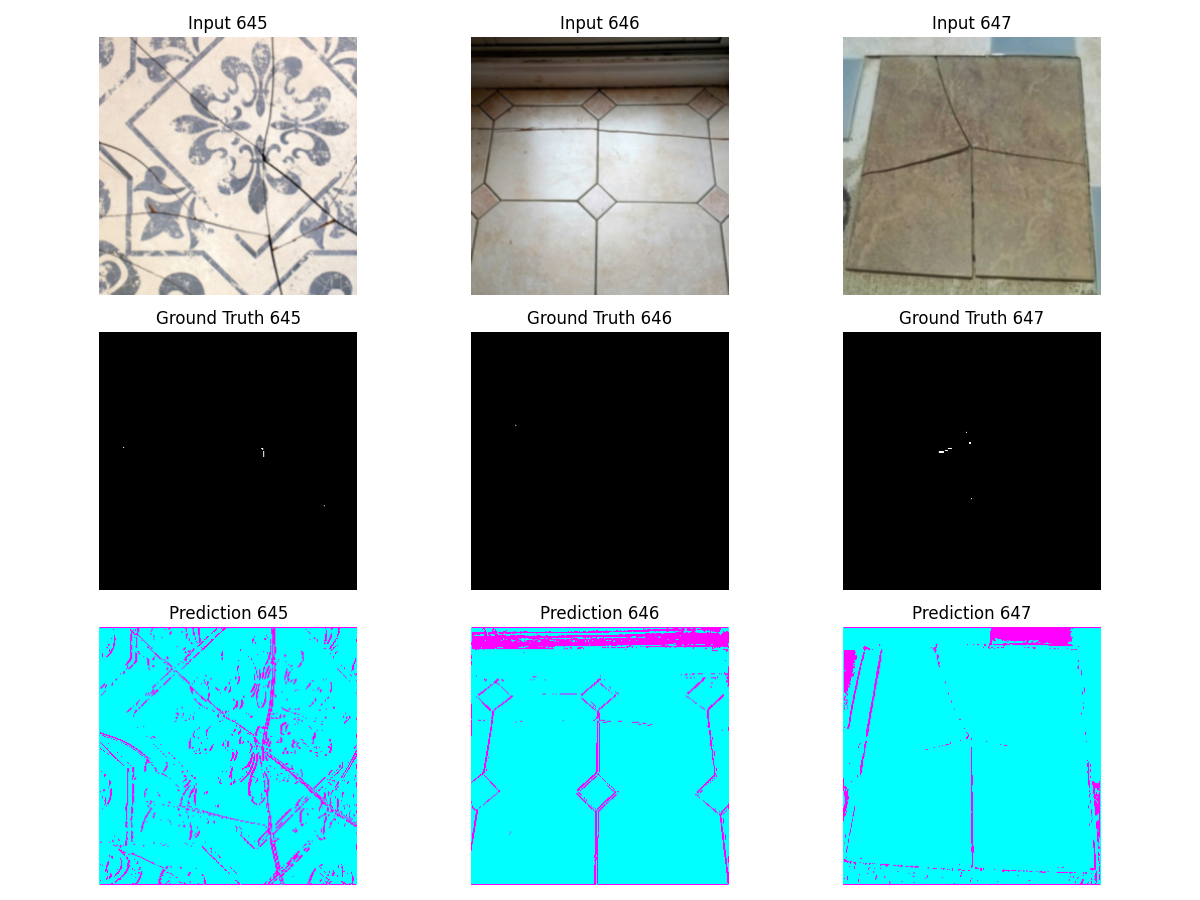 Input 645
Input 646
Input 647
Ground Truth 645
Ground Truth 646
Ground Truth 647
Prediction 645
Prediction 646
Prediction 647